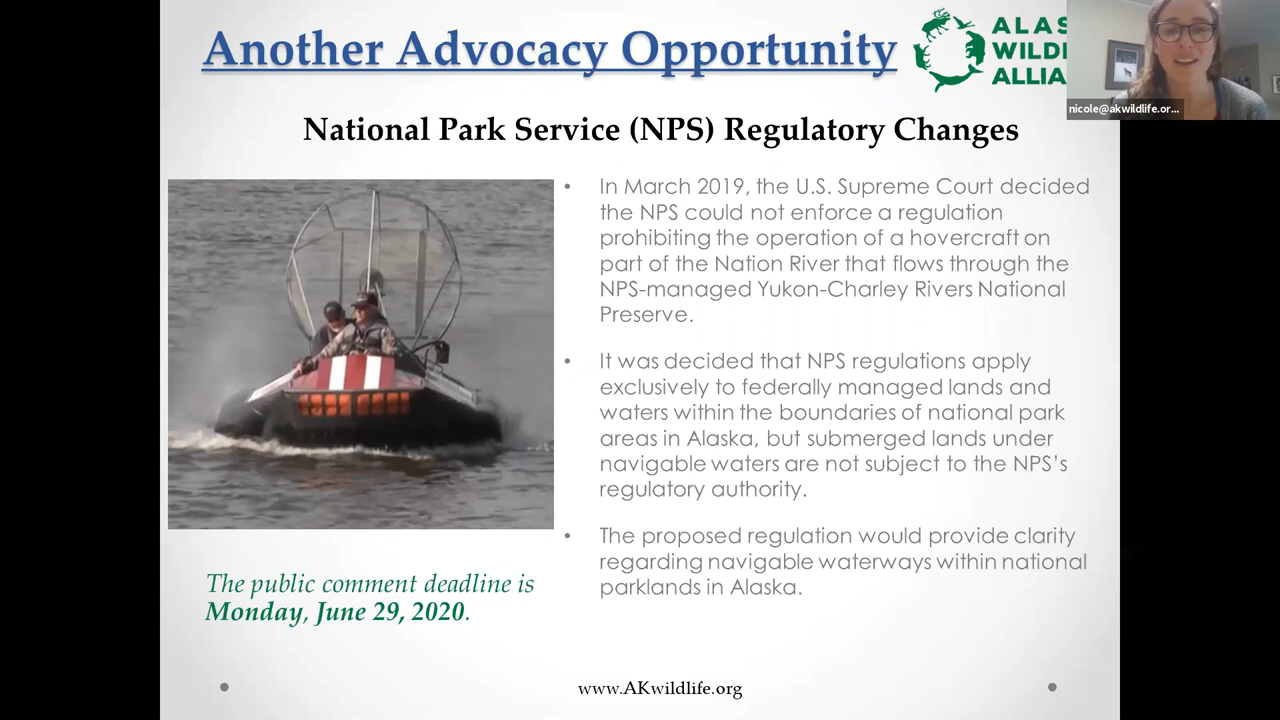 Another Advocacy Opportunity
ALAS
WILDL
ALLIA
nicole@akwildlife.or...
National Park Service (NPS) Regulatory Changes
• In March 2019, the U.S. Supreme Court decided
the NPS could not enforce a regulation
prohibiting the operation of a hovercraft on
part of the Nation River that flows through the
NPS-managed Yukon-Charley Rivers National
Preserve.
• It was decided that NPS regulations apply
exclusively to federally managed lands and
waters within the boundaries of national park
areas in Alaska, but submerged lands under
navigable waters are not subject to the NPS’s
regulatory authority.
• The proposed regulation would provide clarity
regarding navigable waterways within national
parklands in Alaska.
The public comment deadline is
Monday, June 29, 2020.
www.AKwildlife.org